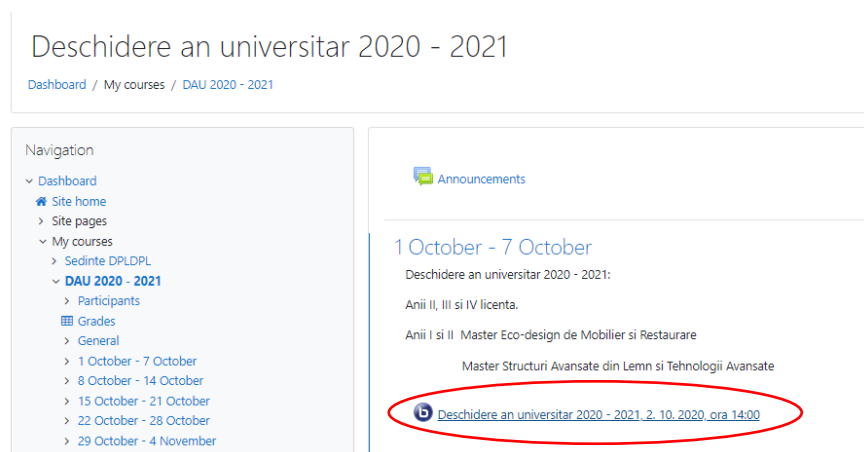 Deschidere an universitar 2020 - 2021
Dashboard / My courses / DAU 2020 - 2021
Navigation
Dashboard
Site home
Site pages
My courses
Sedinte DPLDPL
DAU 2020 - 2021
Participants
Grades
General
1 October - 7 October
8 October - 14 October
15 October - 21 October
22 October - 28 October
29 October - 4 November
Announcements
1 October - 7 October
Deschidere an universitar 2020 - 2021:
Anii II, III si IV licenta.
Anii I si II Master Eco-design de Mobilier si Restaurare
Master Structuri Avansate din Lemn si Tehnologii Avansate
b Deschidere an universitar 2020 - 2021, 2. 10. 2020, ora 14:00